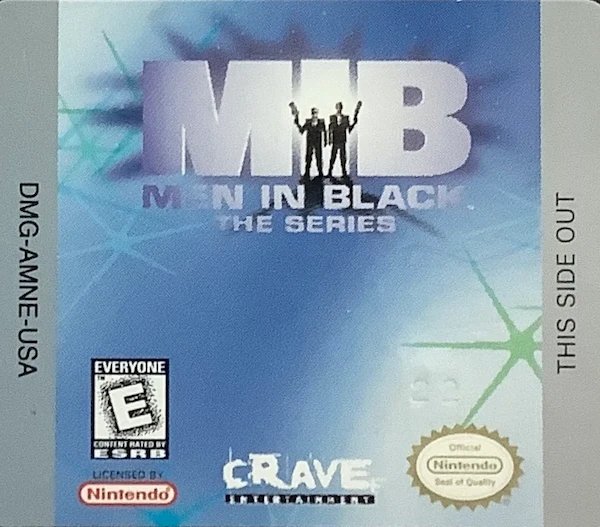 MIB
MEN IN BLACK
THE SERIES
DMG-AMNE-USA
THIS SIDE OUT
EVERYONE
TM
E
CONTENT RATED BY
ESRB
LICENSED BY
Nintendo®
CRAVE
ENTERTAINMENT
Official
Nintendo
Seal of Quality